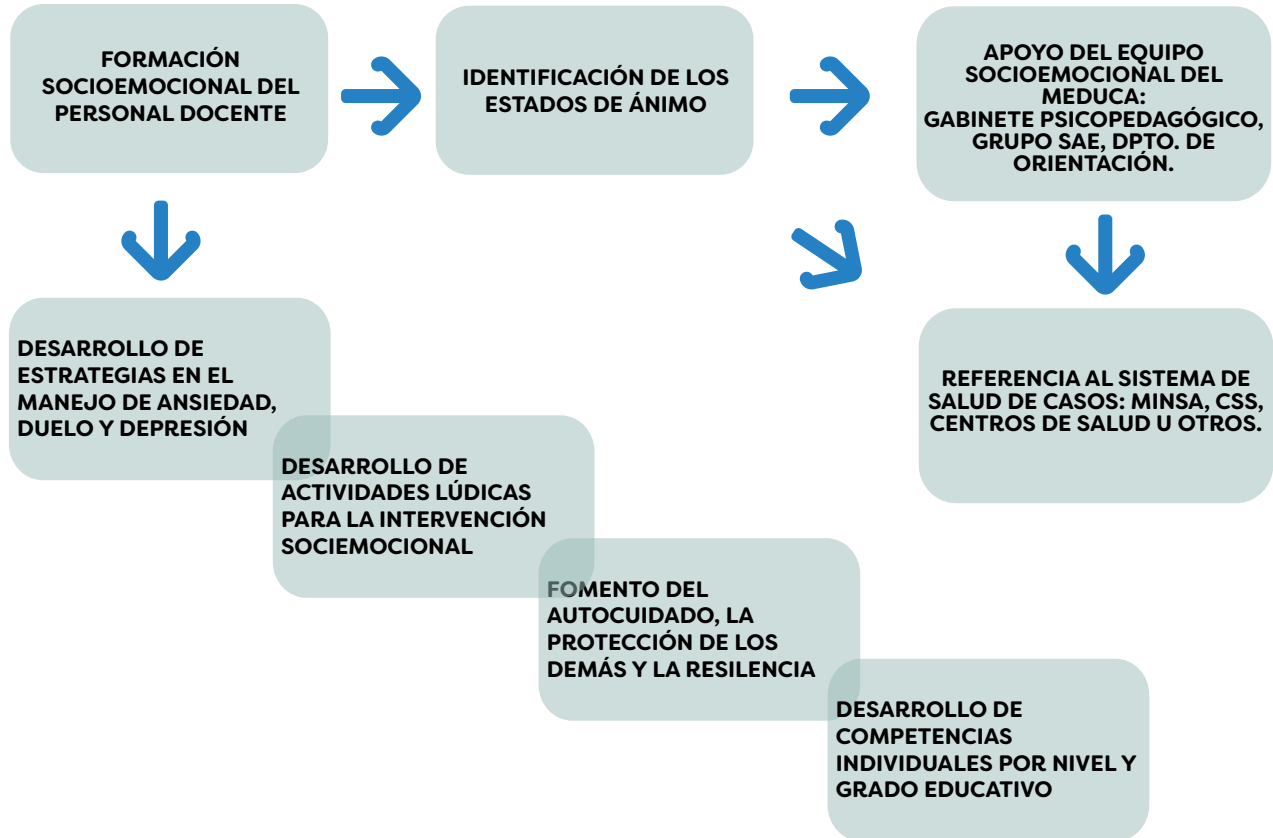 FORMACIÓN
SOCIOEMOCIONAL DEL
PERSONAL DOCENTE
IDENTIFICACIÓN DE LOS
ESTADOS DE ÁNIMO
APOYO DEL EQUIPO
SOCIOEMOCIONAL DEL
MEDUCA:
GABINETE PSICOPEDAGÓGICO,
GRUPO SAE, DPTO. DE
ORIENTACIÓN.
DESARROLLO DE
ESTRATEGIAS EN EL
MANEJO DE ANSIEDAD,
DUELO Y DEPRESIÓN
REFERENCIA AL SISTEMA DE
SALUD DE CASOS: MINSA, CSS,
CENTROS DE SALUD U OTROS.
DESARROLLO DE
ACTIVIDADES LÚDICAS
PARA LA INTERVENCIÓN
SOCIEMOCIONAL
FOMENTO DEL
AUTOCUIDADO, LA
PROTECCIÓN DE LOS
DEMÁS Y LA RESILENCIA
DESARROLLO DE
COMPETENCIAS
INDIVIDUALES POR NIVEL Y
GRADO EDUCATIVO